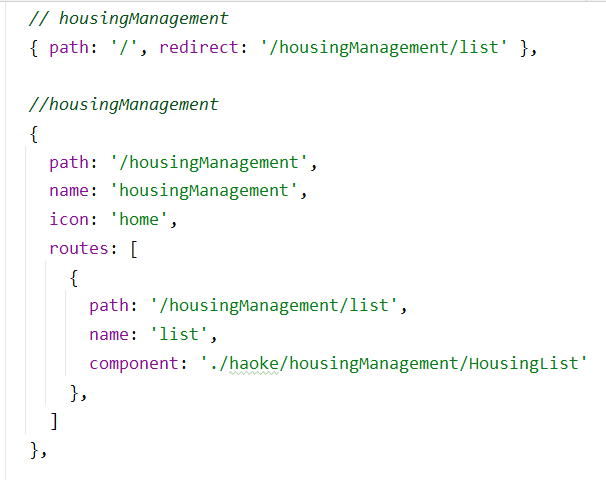 // housingManagement
{ path: '/', redirect: '/housingManagement/list' },
//housingManagement
{
path: '/housingManagement',
name: 'housingManagement',
icon: 'home',
routes: [
{
path: '/housingManagement/list',
name: 'list',
component: './haoke/housingManagement/HousingList'
},
]
},